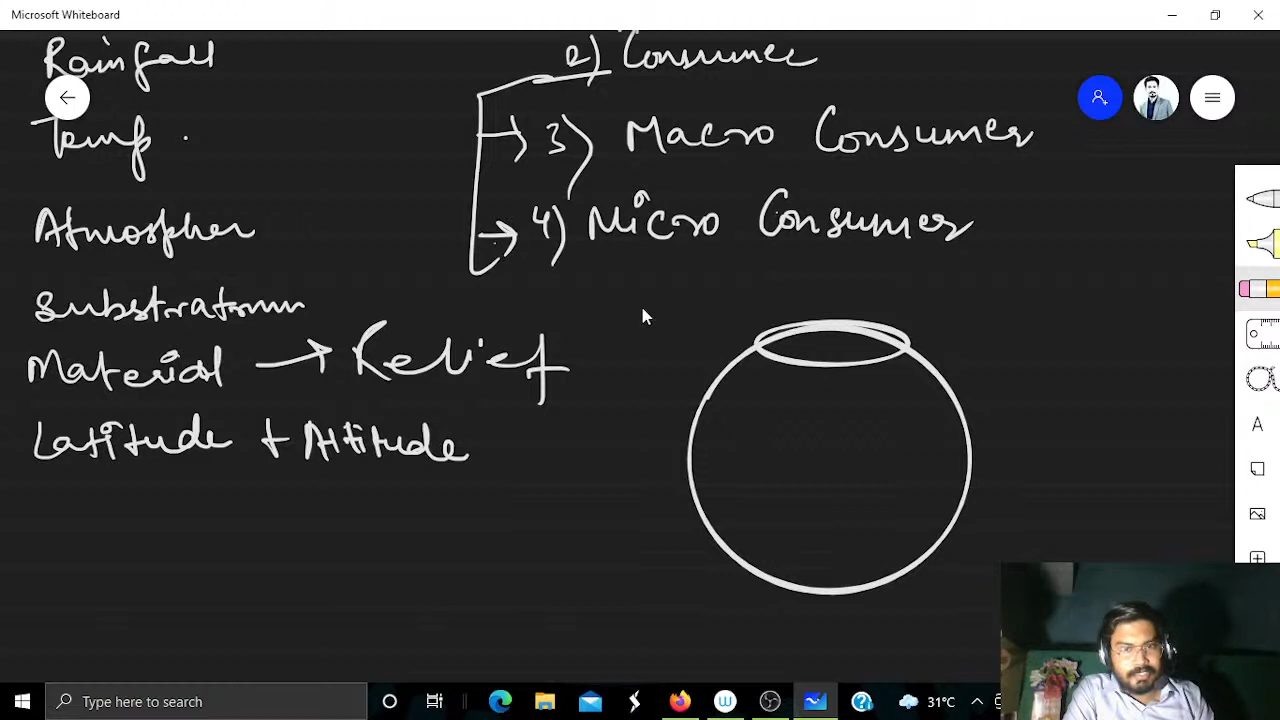 Microsoft Whiteboard
Rainfall
Temp.
Atmospher
Substratum
Material → Relief
Latitude + Altitude
2) Consumer
3) Macro Consumer
4) Micro Consumer
A
Type here to search
31°C